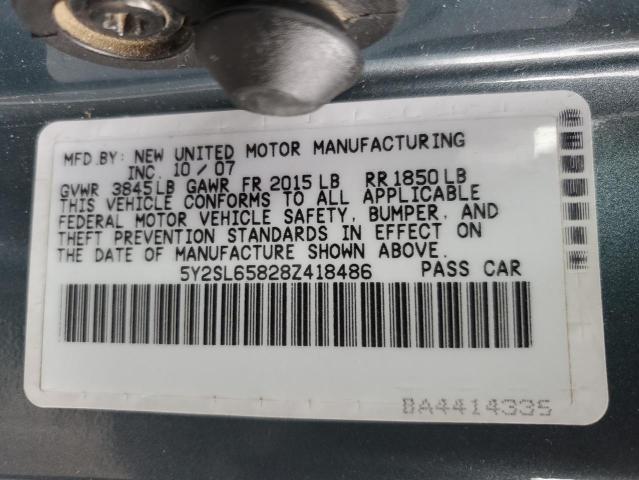 MFD.BY: NEW UNITED MOTOR MANUFACTURING
INC. 10 / 07
GVWR 3845LB GAWR FR 2015 LB RR 1850 LB
THIS VEHICLE CONFORMS TO ALL APPLICABLE
FEDERAL MOTOR VEHICLE SAFETY, BUMPER, AND
THEFT PREVENTION STANDARDS IN EFFECT ON
THE DATE OF MANUFACTURE SHOWN ABOVE.
5Y2SL65828Z418486 PASS CAR
BA4414335